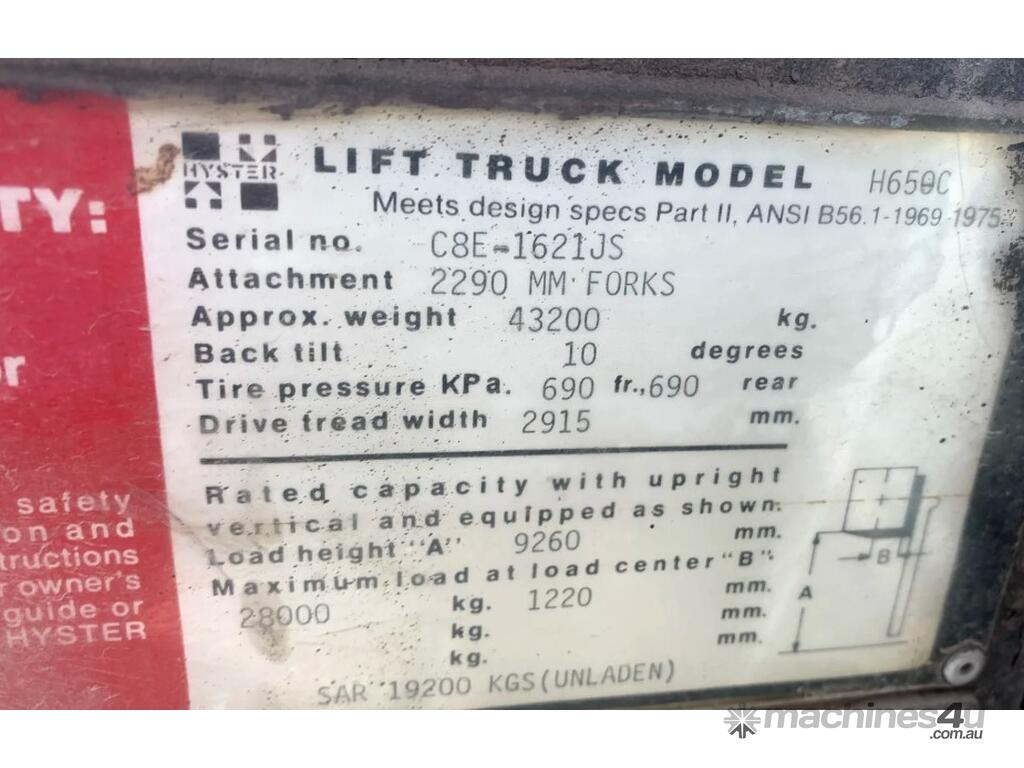 TY:
or
safety
on and
tructions
r owner's
guide or
HYSTER
HYSTER
LIFT TRUCK MODEL H650C
Meets design specs Part II, ANSI B56.1-1969 1975
Serial no. C8E-1621JS
Attachment 2290 MM FORKS
Approx. weight 43200 kg.
Back tilt 10 degrees
Tire pressure KPa. 690 fr., 690 rear
Drive tread width 2915 mm.
Rated capacity with upright
vertical and equipped as shown.
Load height "A" 9260 mm.
Maximum load at load center "B"
28000 kg. 1220 mm.
kg. mm.
kg. mm.
SAR 19200 KGS(UNLADEN)
A
B
machines4u
.com.au